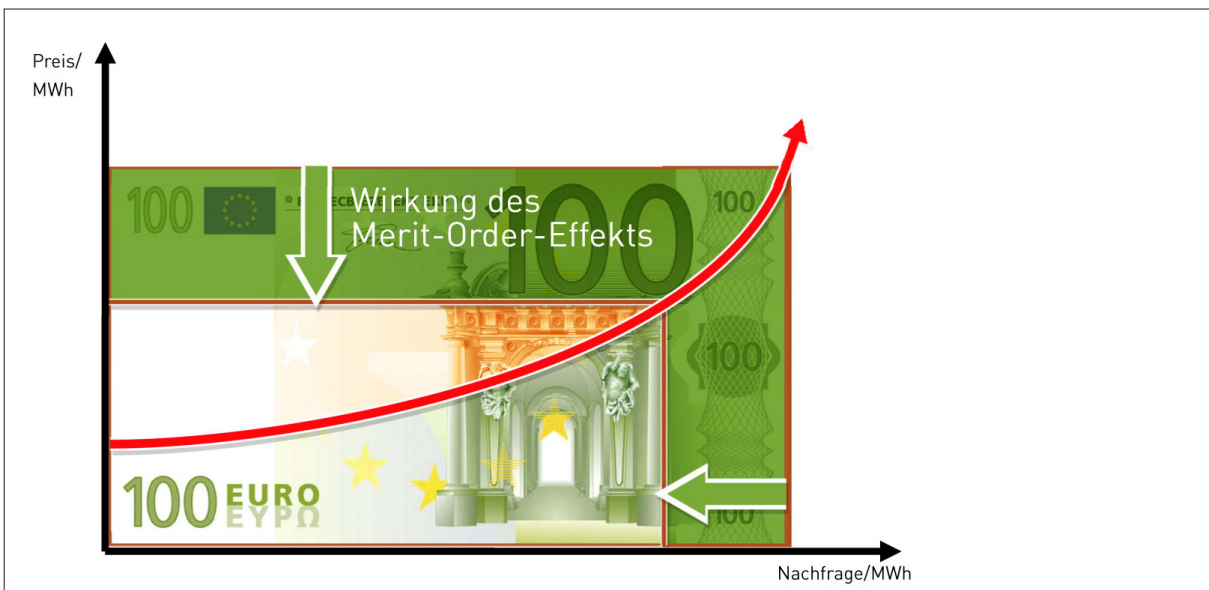 Preis/
MWh
100
100
100
Wirkung des
Merit-Order-Effekts
100
100 EURO
ΕΥΡΩ
100
Nachfrage/MWh